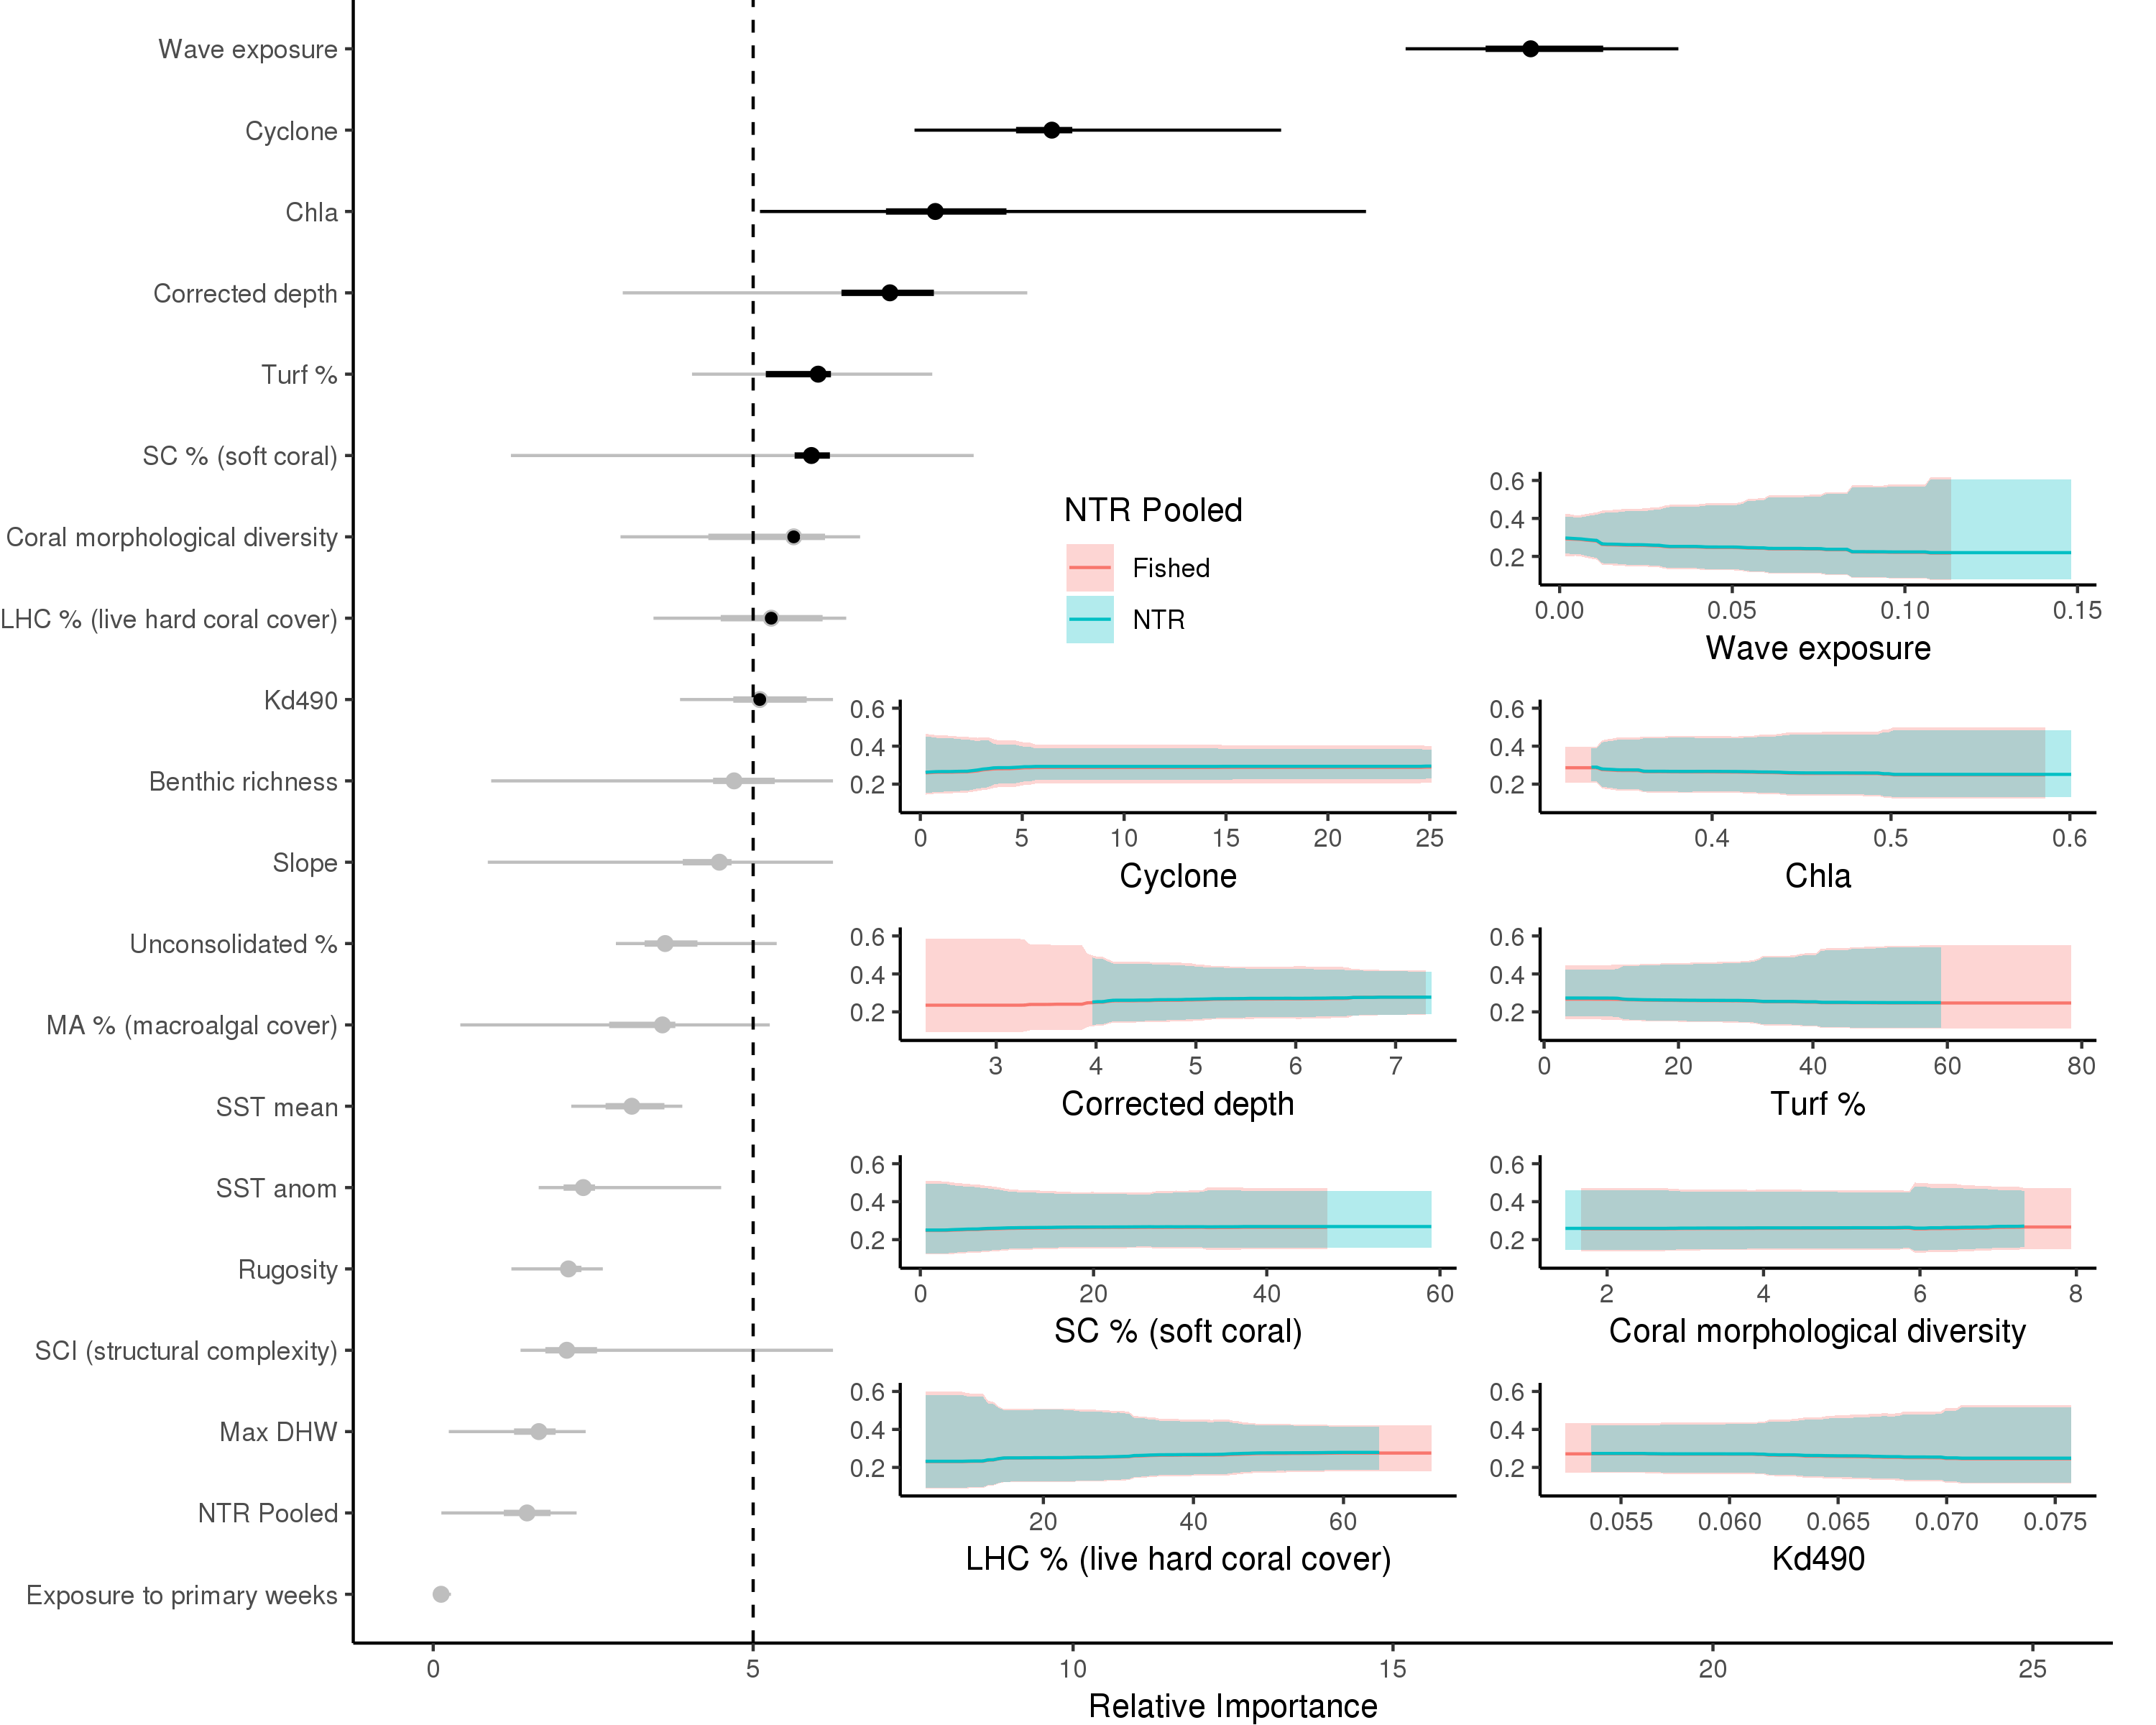 Wave exposure
Cyclone
Chla
Corrected depth
Turf %
SC % (soft coral)
Coral morphological diversity
LHC % (live hard coral cover)
Kd490
Benthic richness
Slope
Unconsolidated %
MA % (macroalgal cover)
SST mean
SST anom
Rugosity
SCI (structural complexity)
Max DHW
NTR Pooled
Exposure to primary weeks
0 5 10 15 20 25
Relative Importance
NTR Pooled
Fished
NTR
0.6
0.4
0.2
0.00 0.05 0.10 0.15
Wave exposure
0.6
0.4
0.2
0 5 10 15 20 25
Cyclone
0.6
0.4
0.2
0.4 0.5 0.6
Chla
0.6
0.4
0.2
3 4 5 6 7
Corrected depth
0.6
0.4
0.2
0 20 40 60 80
Turf %
0.6
0.4
0.2
0 20 40 60
SC % (soft coral)
0.6
0.4
0.2
2 4 6 8
Coral morphological diversity
0.6
0.4
0.2
20 40 60
LHC % (live hard coral cover)
0.6
0.4
0.2
0.055 0.060 0.065 0.070 0.075
Kd490